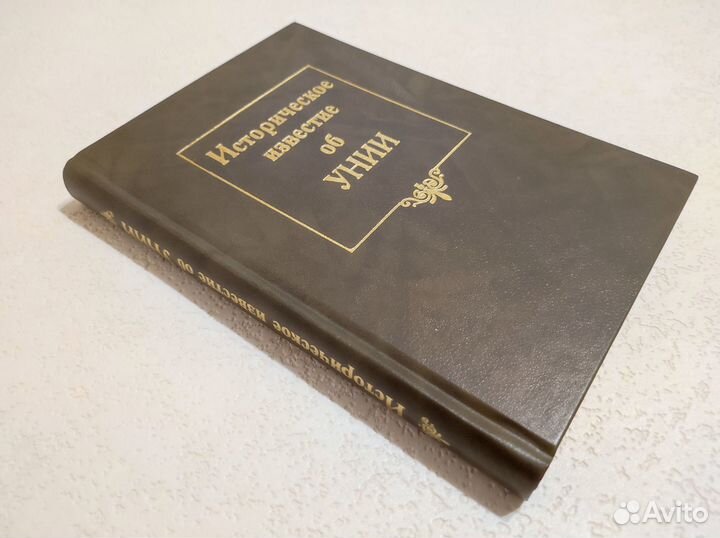 Историческое
известие
об
УНИИ
Историческое известие об УНИИ
Avito